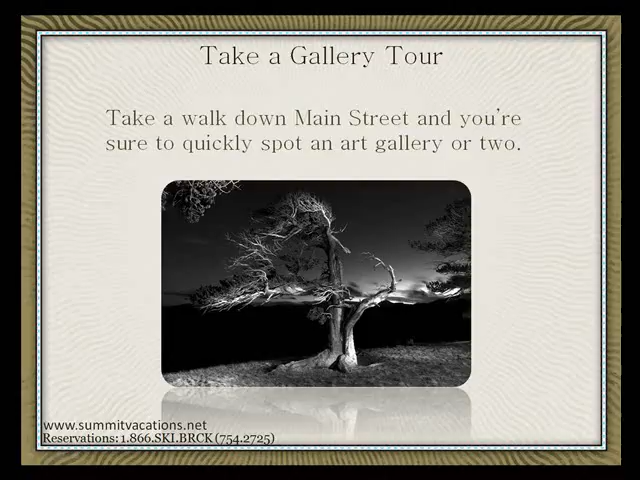 Take a Gallery Tour
Take a walk down Main Street and you're
sure to quickly spot an art gallery or two.
www.summitvacations.net
Reservations: 1.866.SKI.BRCK (754.2725)